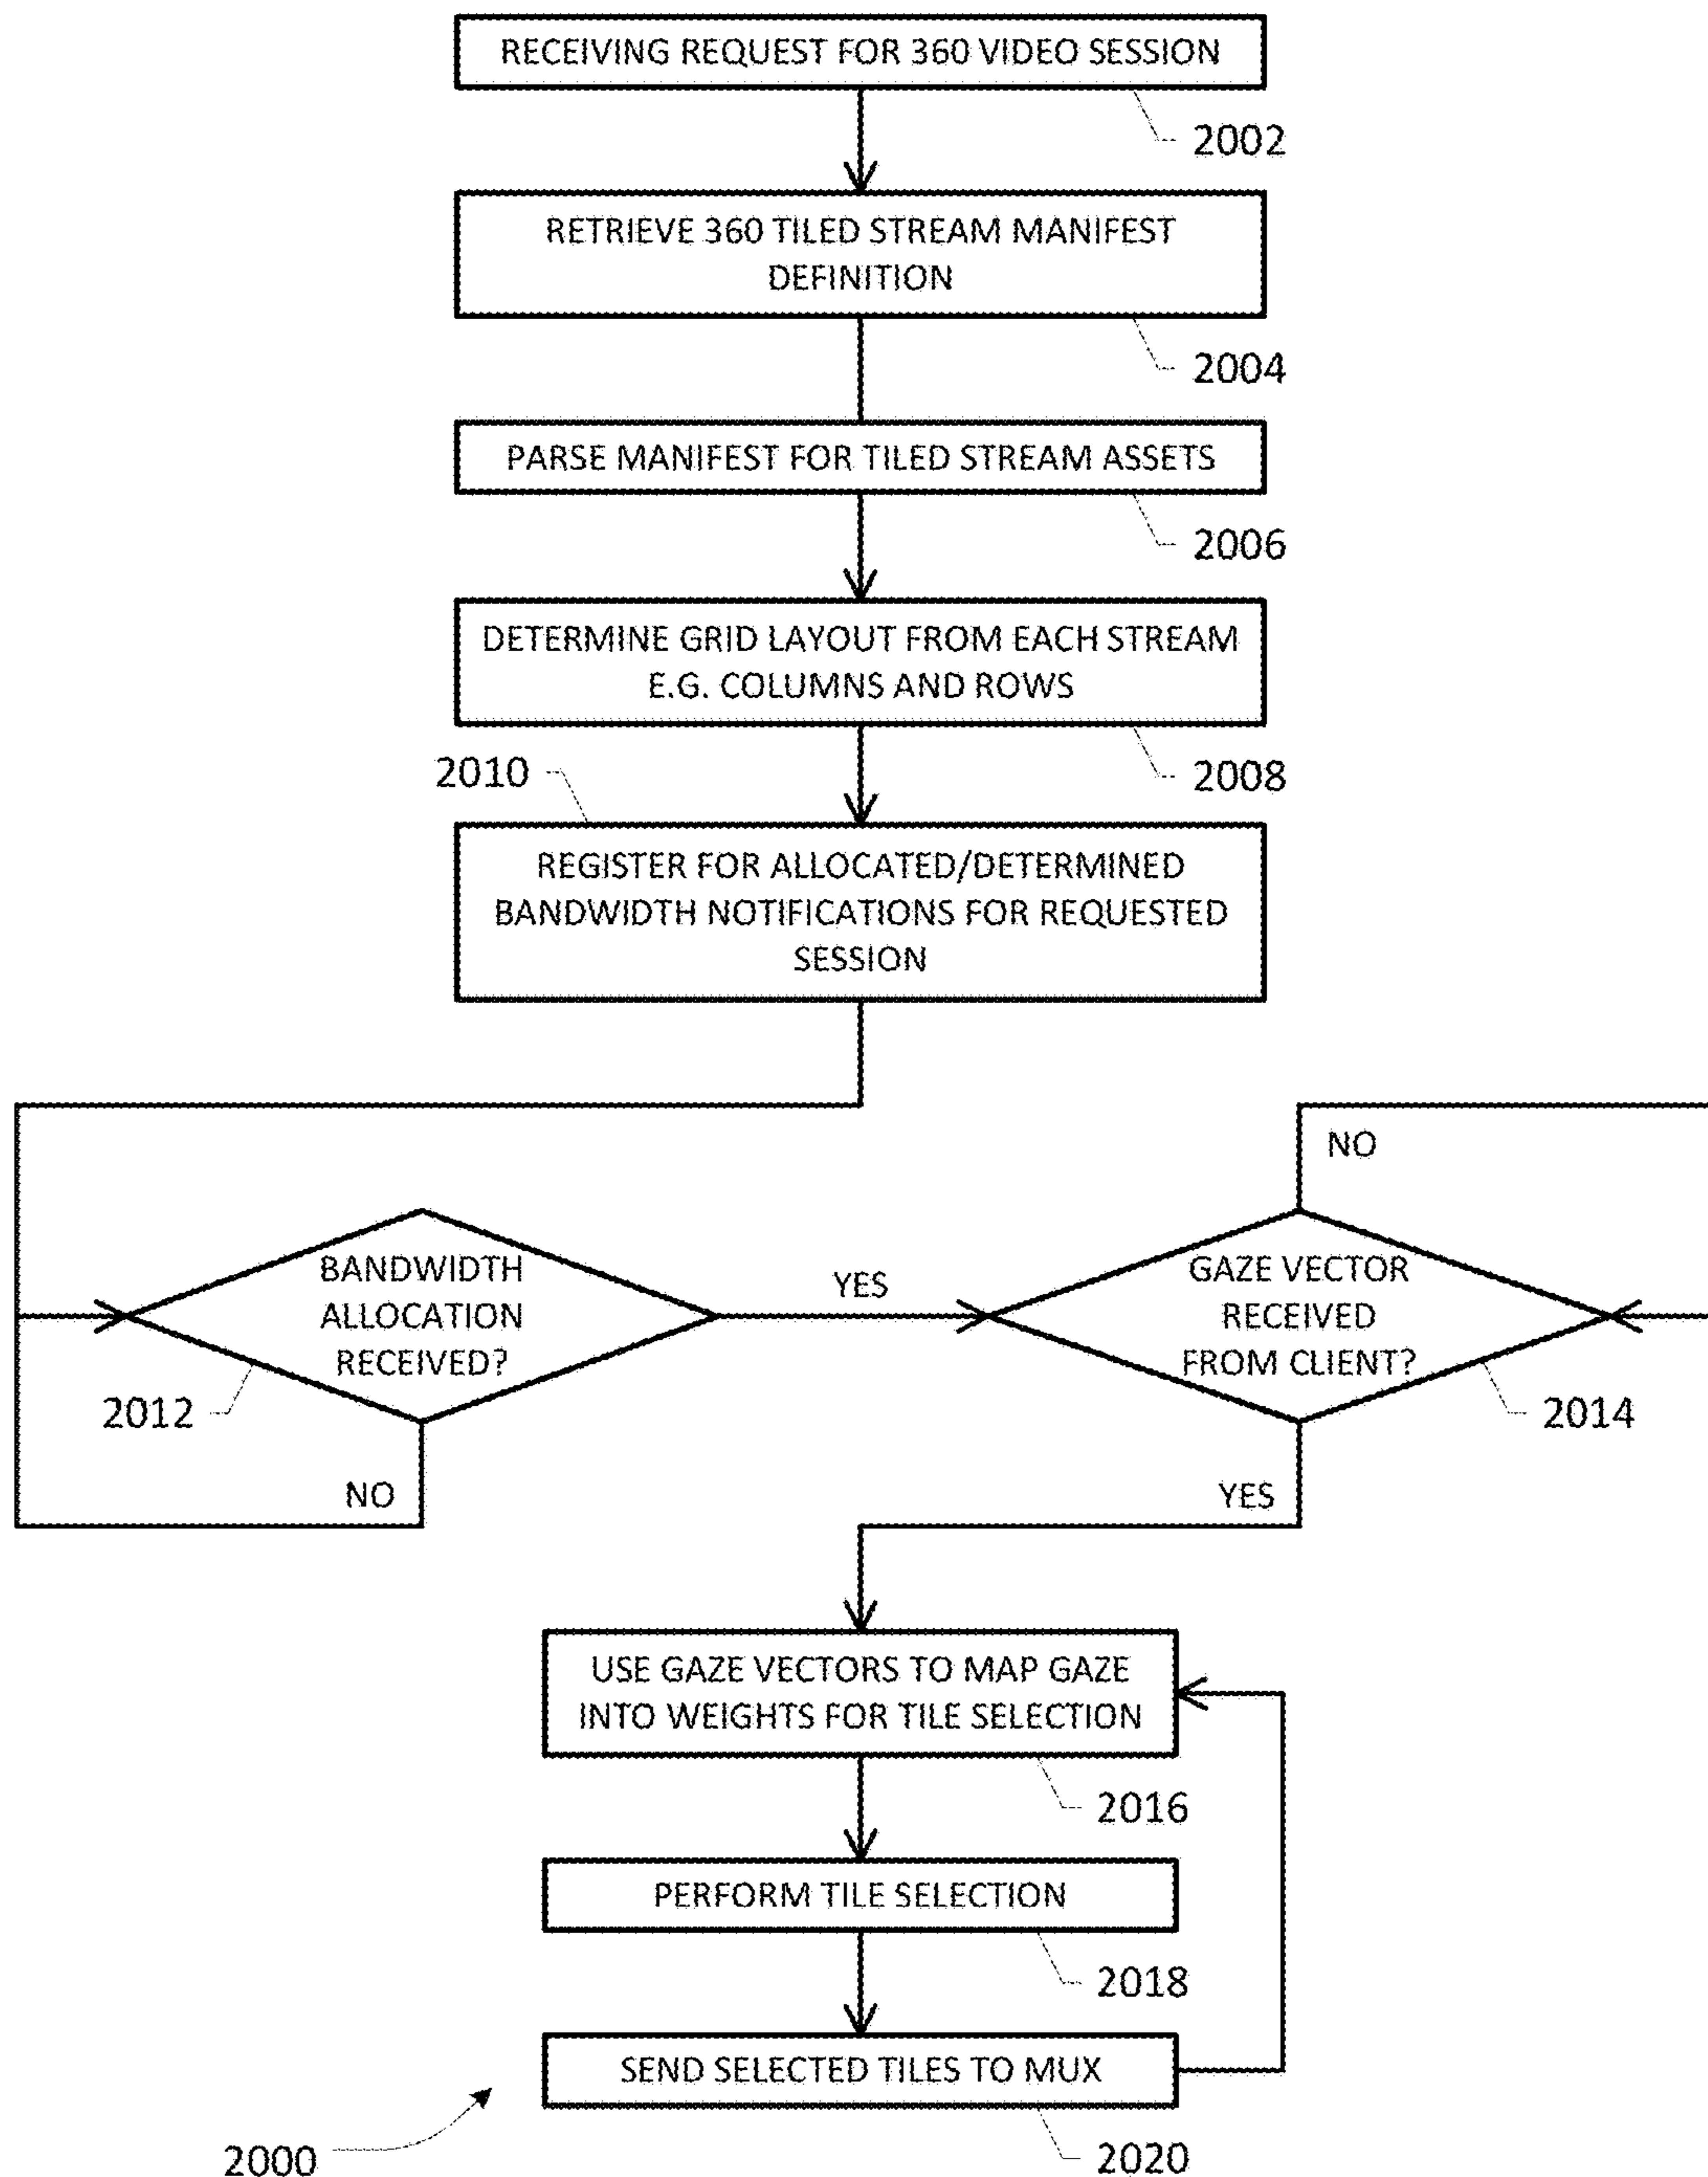 RECEIVING REQUEST FOR 360 VIDEO SESSION
2002
RETRIEVE 360 TILED STREAM MANIFEST
DEFINITION
2004
PARSE MANIFEST FOR TILED STREAM ASSETS
2006
DETERMINE GRID LAYOUT FROM EACH STREAM
E.G. COLUMNS AND ROWS
2008
2010
REGISTER FOR ALLOCATED/DETERMINED
BANDWIDTH NOTIFICATIONS FOR REQUESTED
SESSION
BANDWIDTH
ALLOCATION
RECEIVED?
2012
NO
YES
NO
GAZE VECTOR
RECEIVED
FROM CLIENT?
2014
YES
USE GAZE VECTORS TO MAP GAZE
INTO WEIGHTS FOR TILE SELECTION
2016
PERFORM TILE SELECTION
2018
SEND SELECTED TILES TO MUX
2020
2000